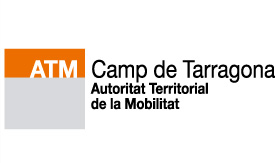 ATM Camp de Tarragona
Autoritat Territorial
de la Mobilitat